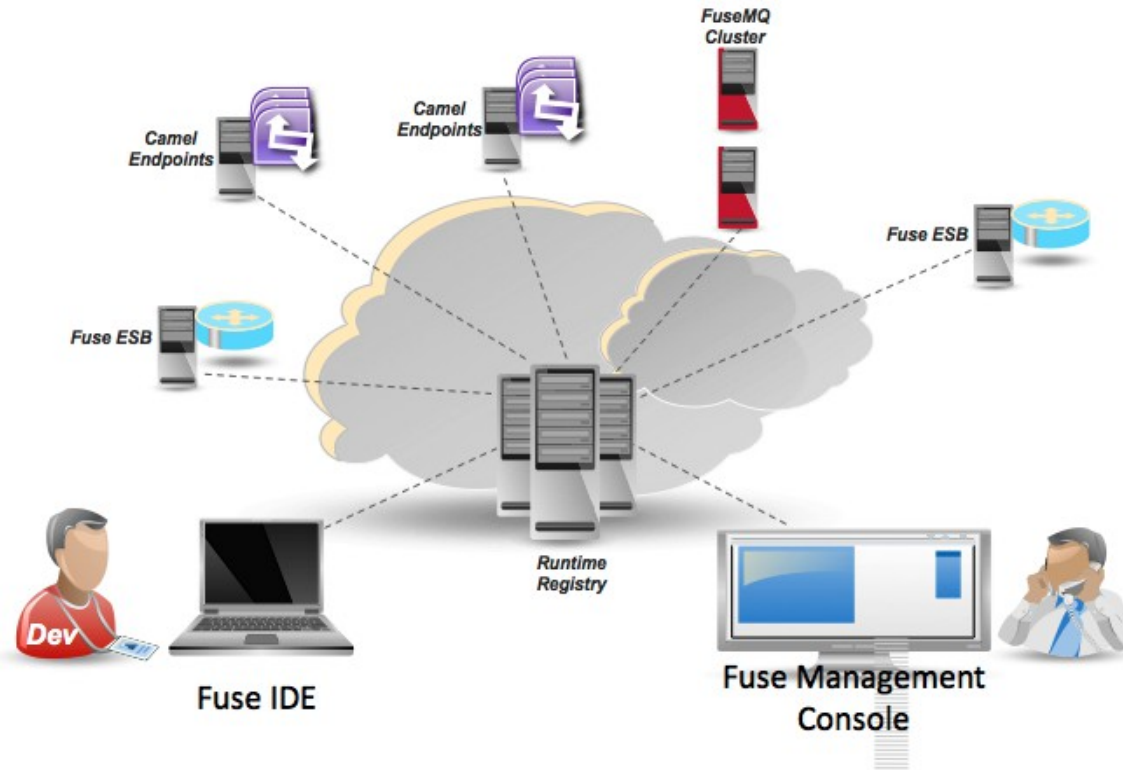 FuseMQ
Cluster
Camel
Endpoints
Camel
Endpoints
Fuse ESB
Fuse ESB
Runtime
Registry
Dev
Fuse IDE
Fuse Management
Console